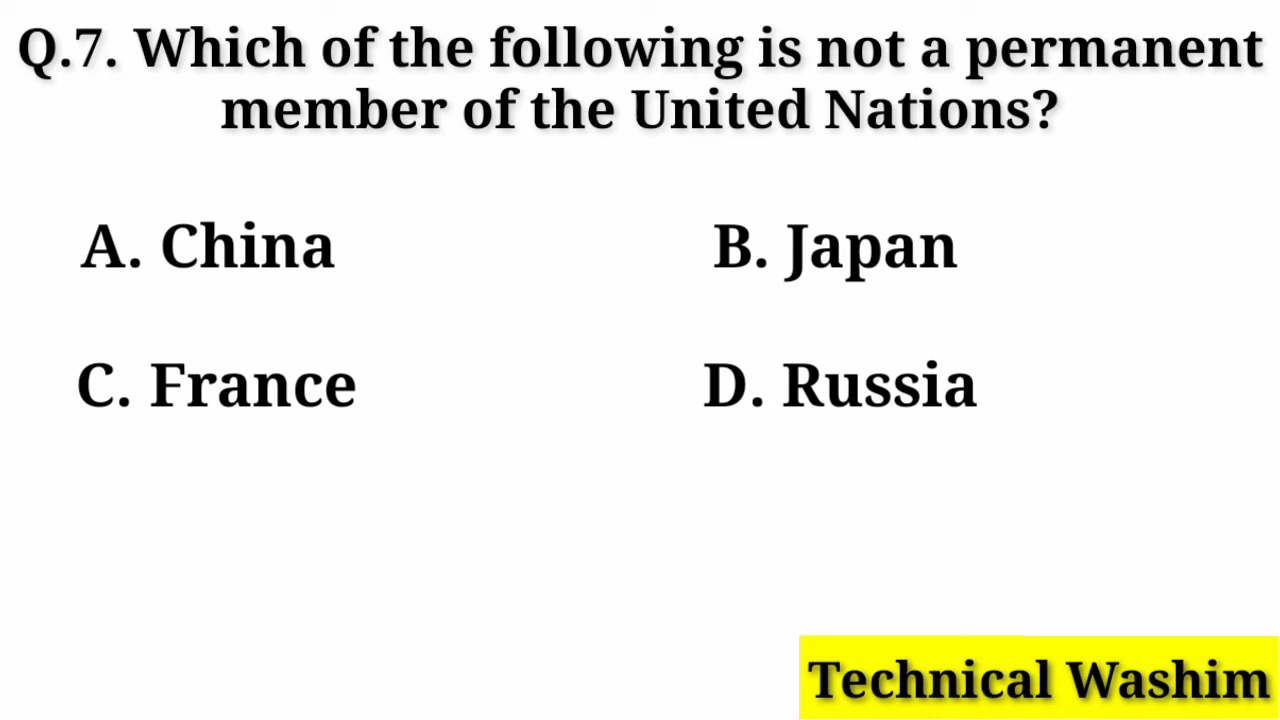 Q.7. Which of the following is not a permanent
member of the United Nations?
A. China B. Japan
C. France D. Russia
Technical Washim